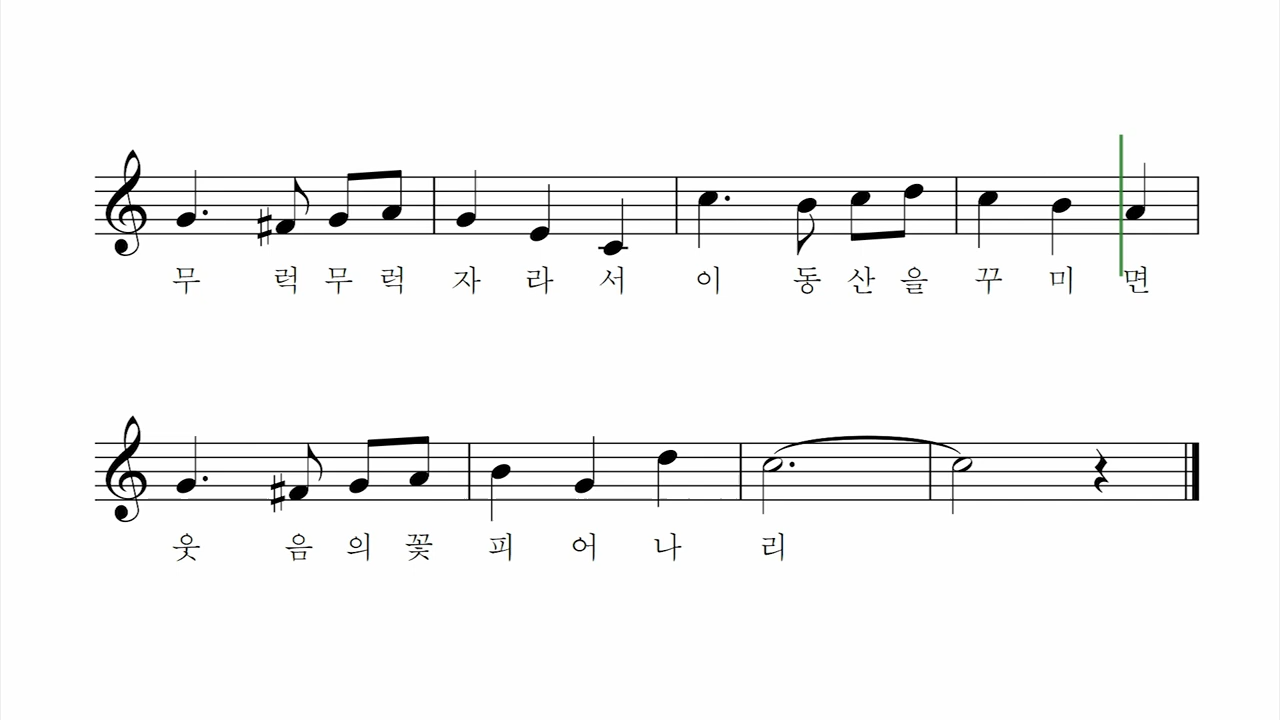 무 럭 무 럭 자 라 서 이 동 산 을 꾸 미 면
웃 음 의 꽃 피 어 나 리